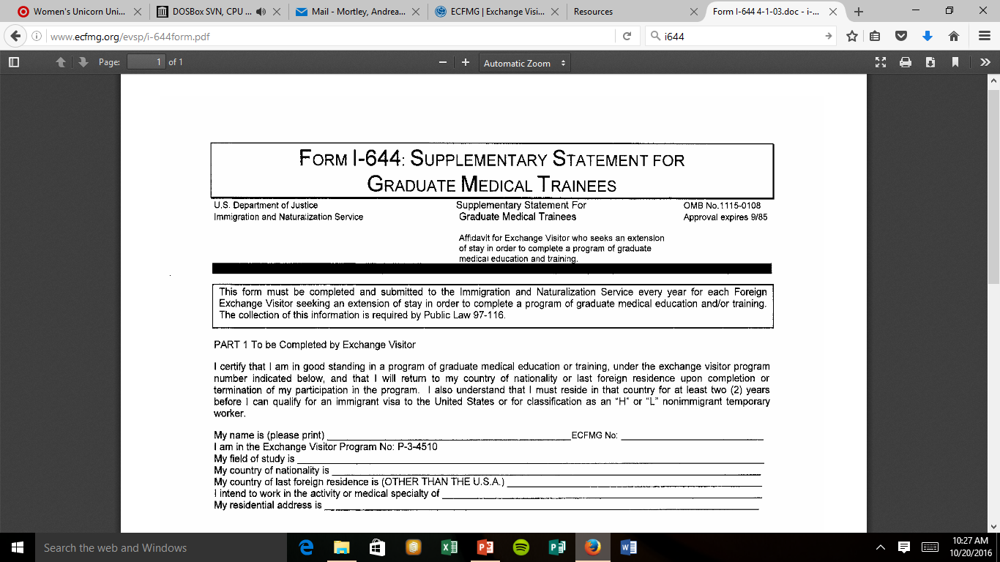 Women's Unicorn Uni...
DOSBox SVN, CPU ...
Mail - Mortley, Andrea...
ECFMG | Exchange Visi...
Resources
Form I-644 4-1-03.doc - i-...
www.ecfmg.org/evsp/i-644form.pdf
i644
Page: 1 of 1
Automatic Zoom
FORM I-644: SUPPLEMENTARY STATEMENT FOR
GRADUATE MEDICAL TRAINEES
U.S. Department of Justice
Immigration and Naturalization Service
Supplementary Statement For
Graduate Medical Trainees
OMB No.1115-0108
Approval expires 9/85
Affidavit for Exchange Visitor who seeks an extension
of stay in order to complete a program of graduate
medical education and training.
This form must be completed and submitted to the Immigration and Naturalization Service every year for each Foreign
Exchange Visitor seeking an extension of stay in order to complete a program of graduate medical education and/or training.
The collection of this information is required by Public Law 97-116.
PART 1 To be Completed by Exchange Visitor
I certify that I am in good standing in a program of graduate medical education or training, under the exchange visitor program
number indicated below, and that I will return to my country of nationality or last foreign residence upon completion or
termination of my participation in the program. I also understand that I must reside in that country for at least two (2) years
before I can qualify for an immigrant visa to the United States or for classification as an "H" or "L" nonimmigrant temporary
worker.
My name is (please print) ECFMG No:
I am in the Exchange Visitor Program No: P-3-4510
My field of study is
My country of nationality is
My country of last foreign residence is (OTHER THAN THE U.S.A.)
I intend to work in the activity or medical specialty of
My residential address is
Search the web and Windows
10:27 AM
10/20/2016